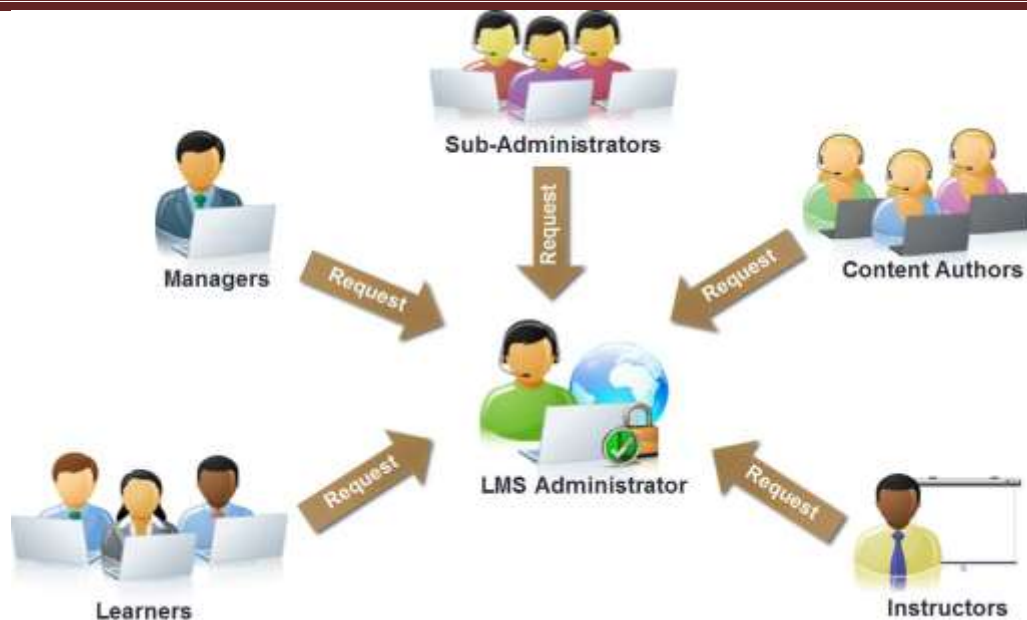 Sub-Administrators
Request
Managers
Request
Content Authors
Request
LMS Administrator
Learners
Request
Instructors
Request